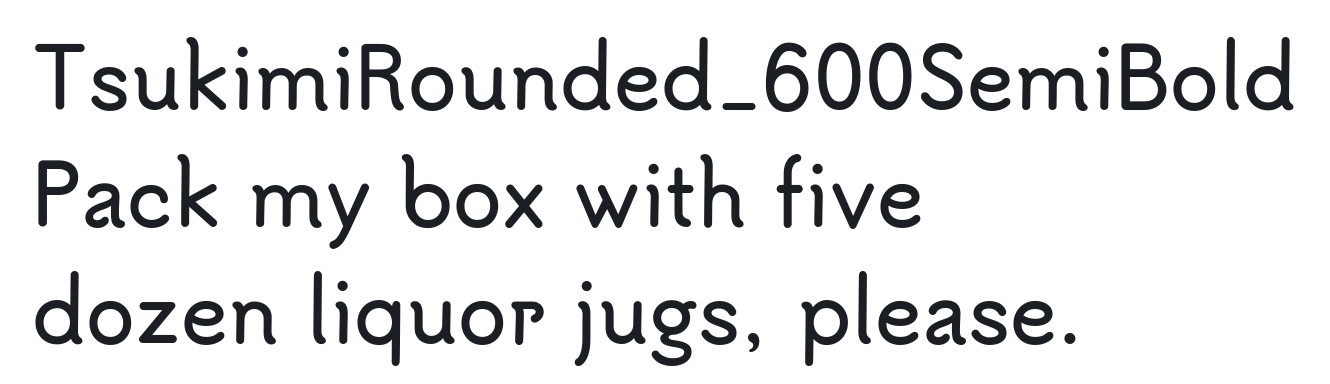 TsukimiRounded_600SemiBold
Pack my box with five
dozen liquor jugs, please.